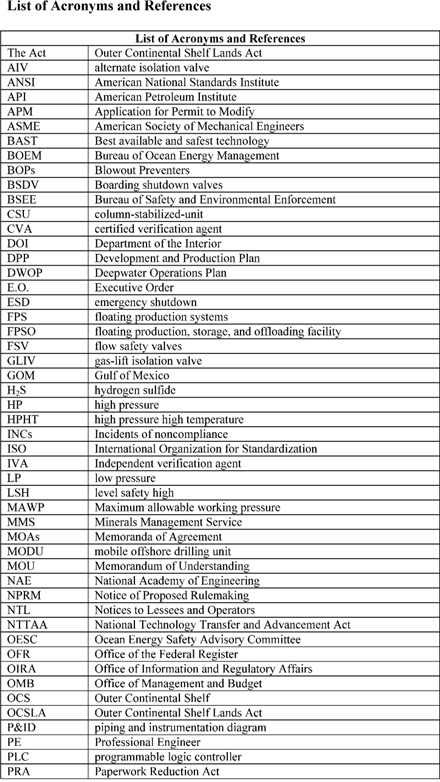 List of Acronyms and References
List of Acronyms and References
The Act Outer Continental Shelf Lands Act
AIV alternate isolation valve
ANSI American National Standards Institute
API American Petroleum Institute
APM Application for Permit to Modify
ASME American Society of Mechanical Engineers
BAST Best available and safest technology
BOEM Bureau of Ocean Energy Management
BOPs Blowout Preventers
BSDV Boarding shutdown valves
BSEE Bureau of Safety and Environmental Enforcement
CSU column-stabilized-unit
CVA certified verification agent
DOI Department of the Interior
DPP Development and Production Plan
DWOP Deepwater Operations Plan
E.O. Executive Order
ESD emergency shutdown
FPS floating production systems
FPSO floating production, storage, and offloading facility
FSV flow safety valves
GLIV gas-lift isolation valve
GOM Gulf of Mexico
H₂S hydrogen sulfide
HP high pressure
HPHT high pressure high temperature
INCs Incidents of noncompliance
ISO International Organization for Standardization
IVA Independent verification agent
LP low pressure
LSH level safety high
MAWP Maximum allowable working pressure
MMS Minerals Management Service
MOAs Memoranda of Agreement
MODU mobile offshore drilling unit
MOU Memorandum of Understanding
NAE National Academy of Engineering
NPRM Notice of Proposed Rulemaking
NTL Notices to Lessees and Operators
NTTAA National Technology Transfer and Advancement Act
OESC Ocean Energy Safety Advisory Committee
OFR Office of the Federal Register
OIRA Office of Information and Regulatory Affairs
OMB Office of Management and Budget
OCS Outer Continental Shelf
OCSLA Outer Continental Shelf Lands Act
P&ID piping and instrumentation diagram
PE Professional Engineer
PLC programmable logic controller
PRA Paperwork Reduction Act